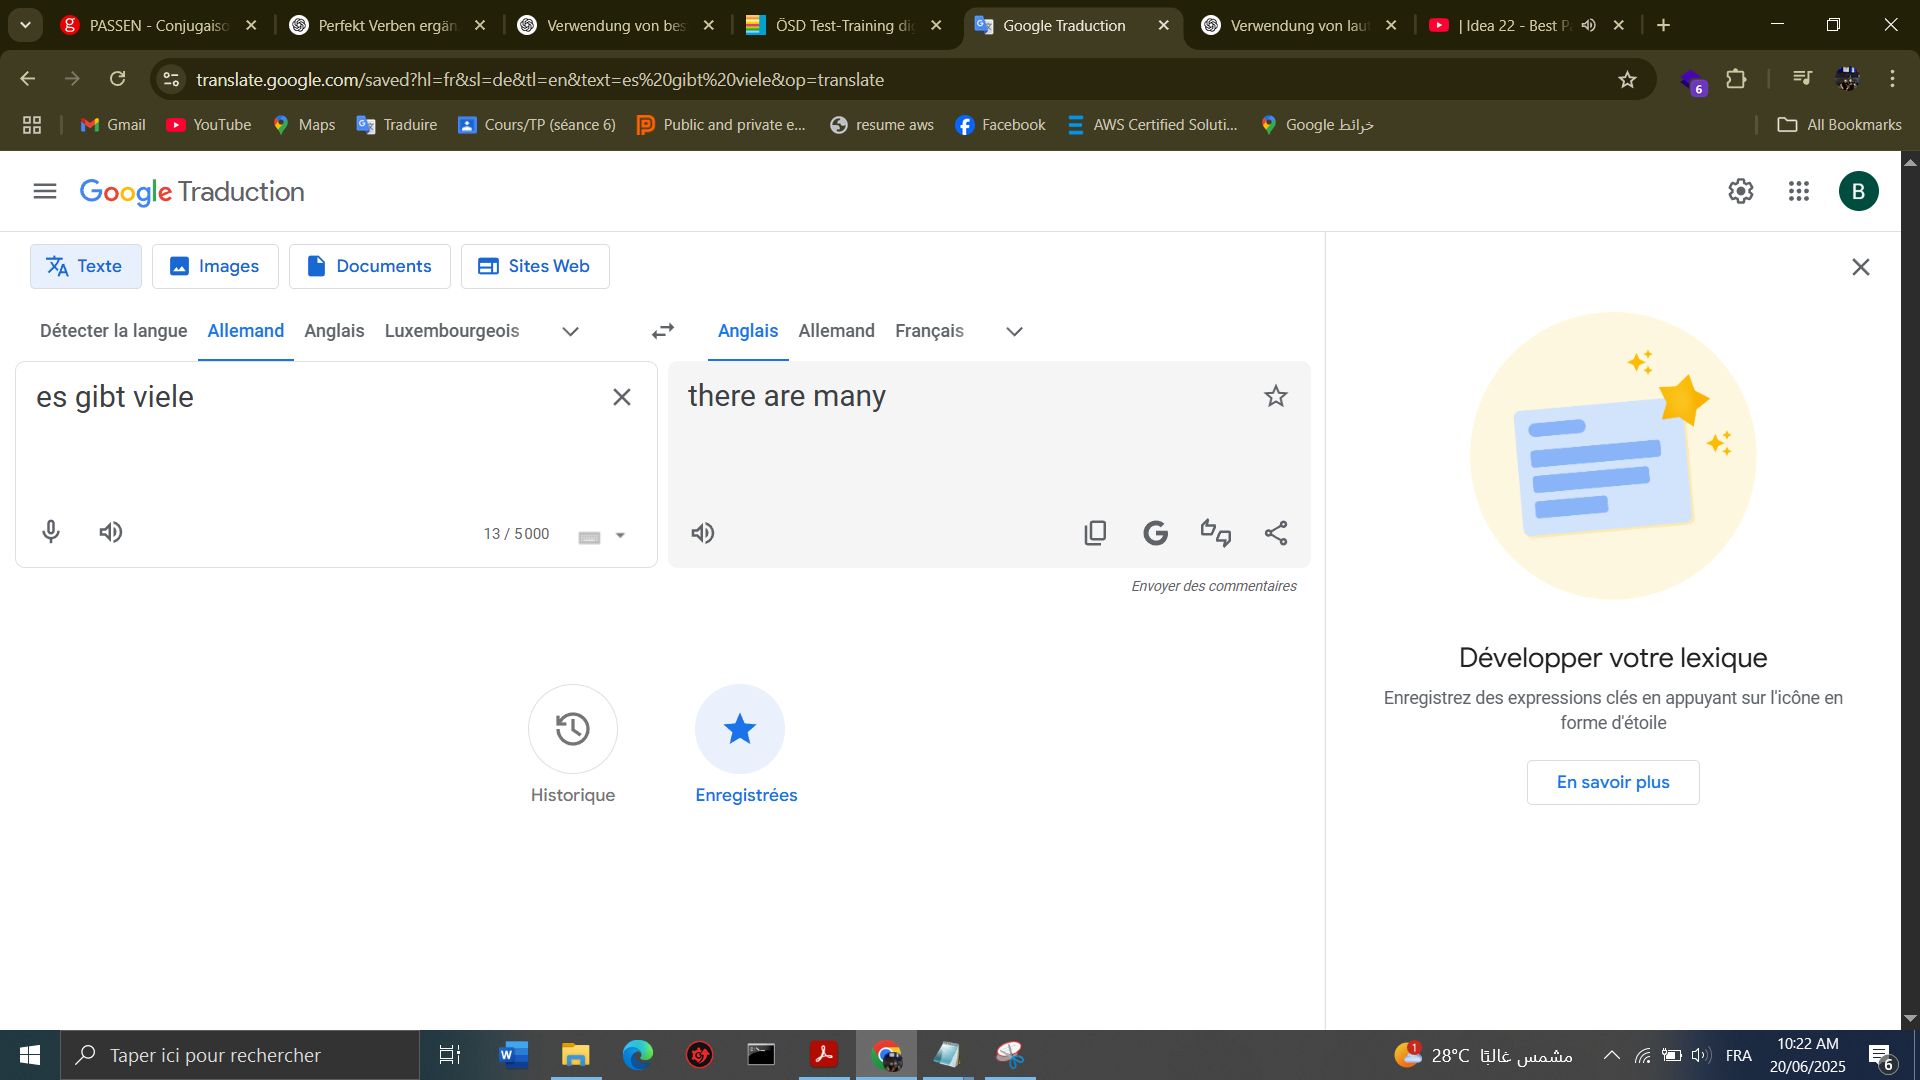 PASSEN - Conjugaiso
Perfekt Verben ergän
Verwendung von bes
ÖSD Test-Training di
Google Traduction
Verwendung von lau
| Idea 22 - Best P
translate.google.com/saved?hl=fr&sl=de&tl=en&text=es%20gibt%20viele&op=translate
6
Gmail
YouTube
Maps
Traduire
Cours/TP (séance 6)
Public and private e...
resume aws
Facebook
AWS Certified Soluti...
خرائط Google
All Bookmarks
Google Traduction
B
Texte
Images
Documents
Sites Web
Détecter la langue
Allemand
Anglais
Luxembourgeois
Anglais
Allemand
Français
es gibt viele
there are many
13 / 5 000
Envoyer des commentaires
Développer votre lexique
Enregistrez des expressions clés en appuyant sur l'icône en
forme d'étoile
En savoir plus
Historique
Enregistrées
Taper ici pour rechercher
1
28°C
مشمس غالبًا
FRA
10:22 AM
20/06/2025
6